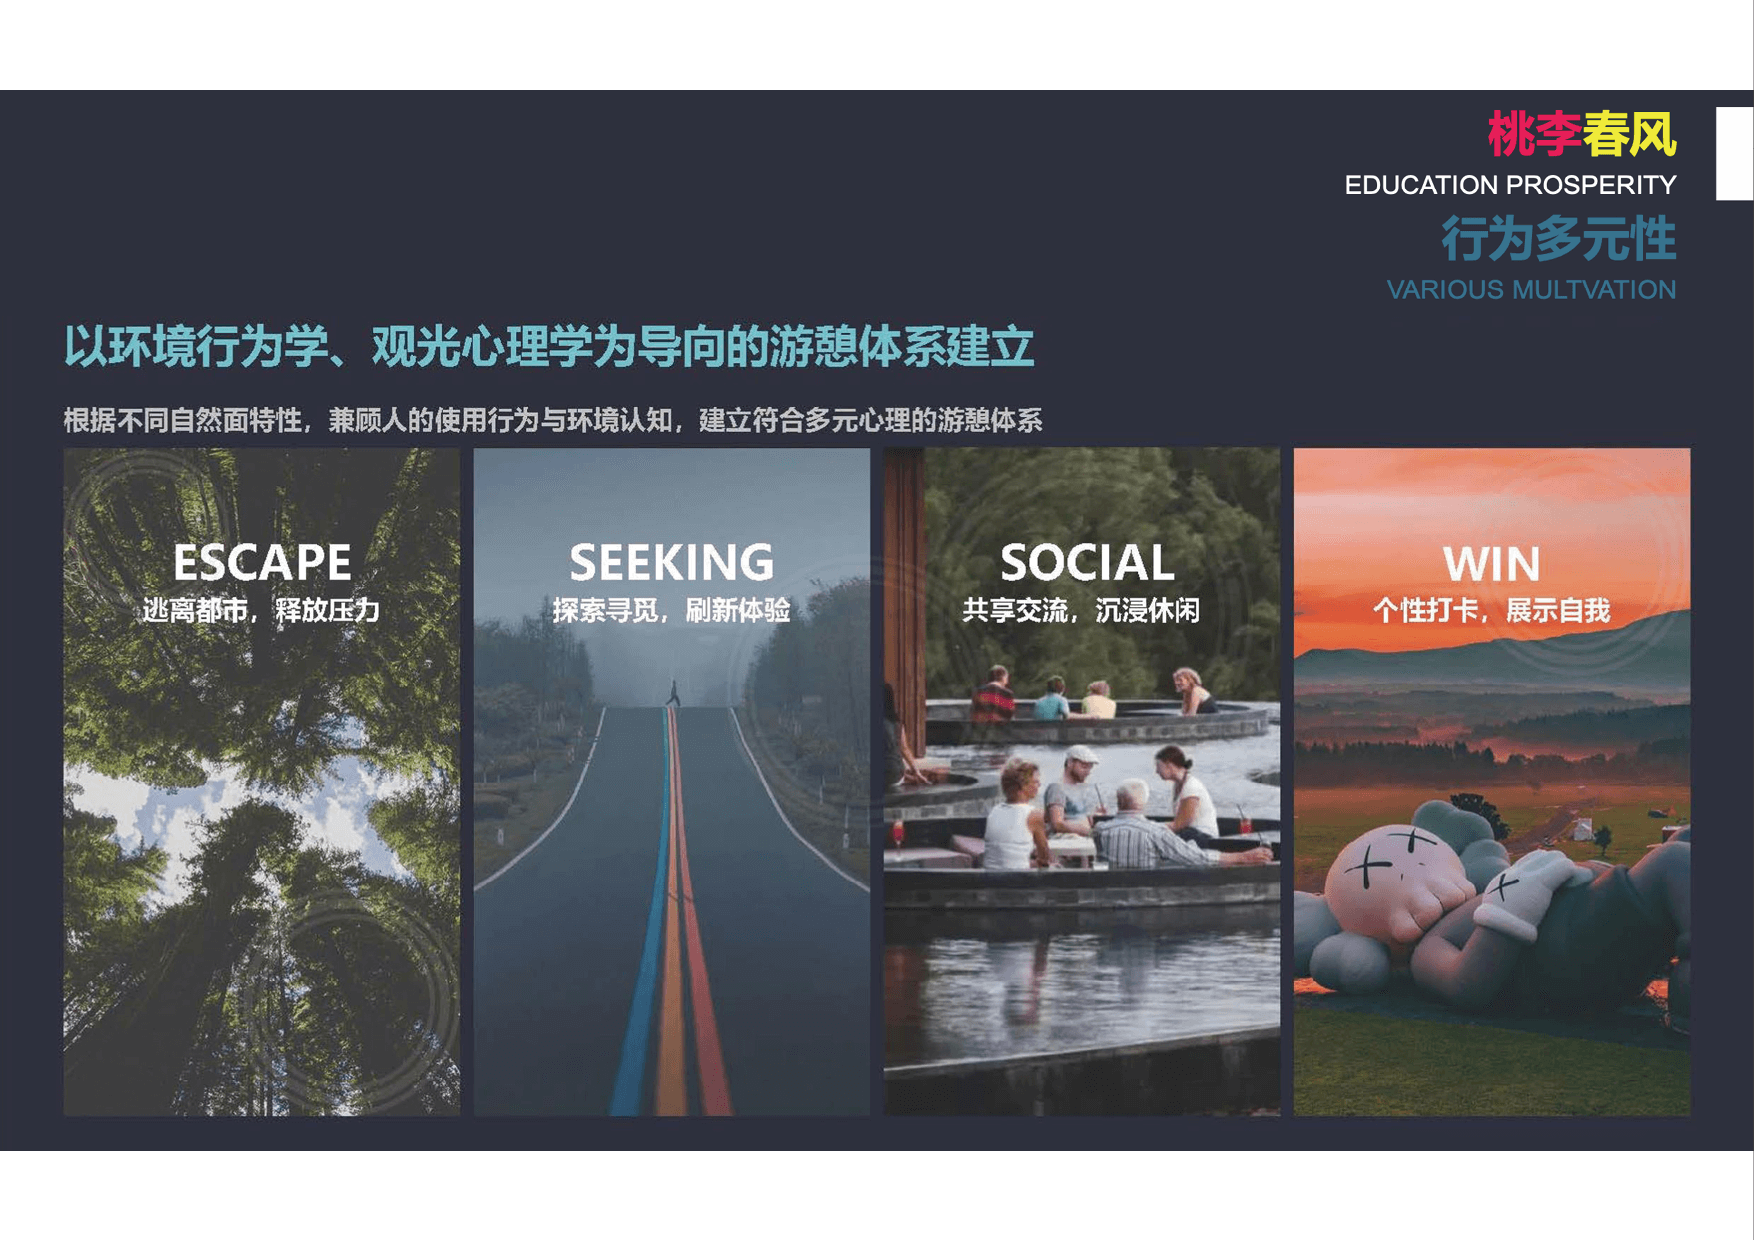 桃李春风
EDUCATION PROSPERITY
行为多元性
VARIOUS MULTVATION
以环境行为学、观光心理学为导向的游憩体系建立
根据不同自然面特性，兼顾人的使用行为与环境认知，建立符合多元心理的游憩体系
ESCAPE
逃离都市，释放压力
SEEKING
探索寻觅，刷新体验
SOCIAL
共享交流，沉浸休闲
WIN
个性打卡，展示自我